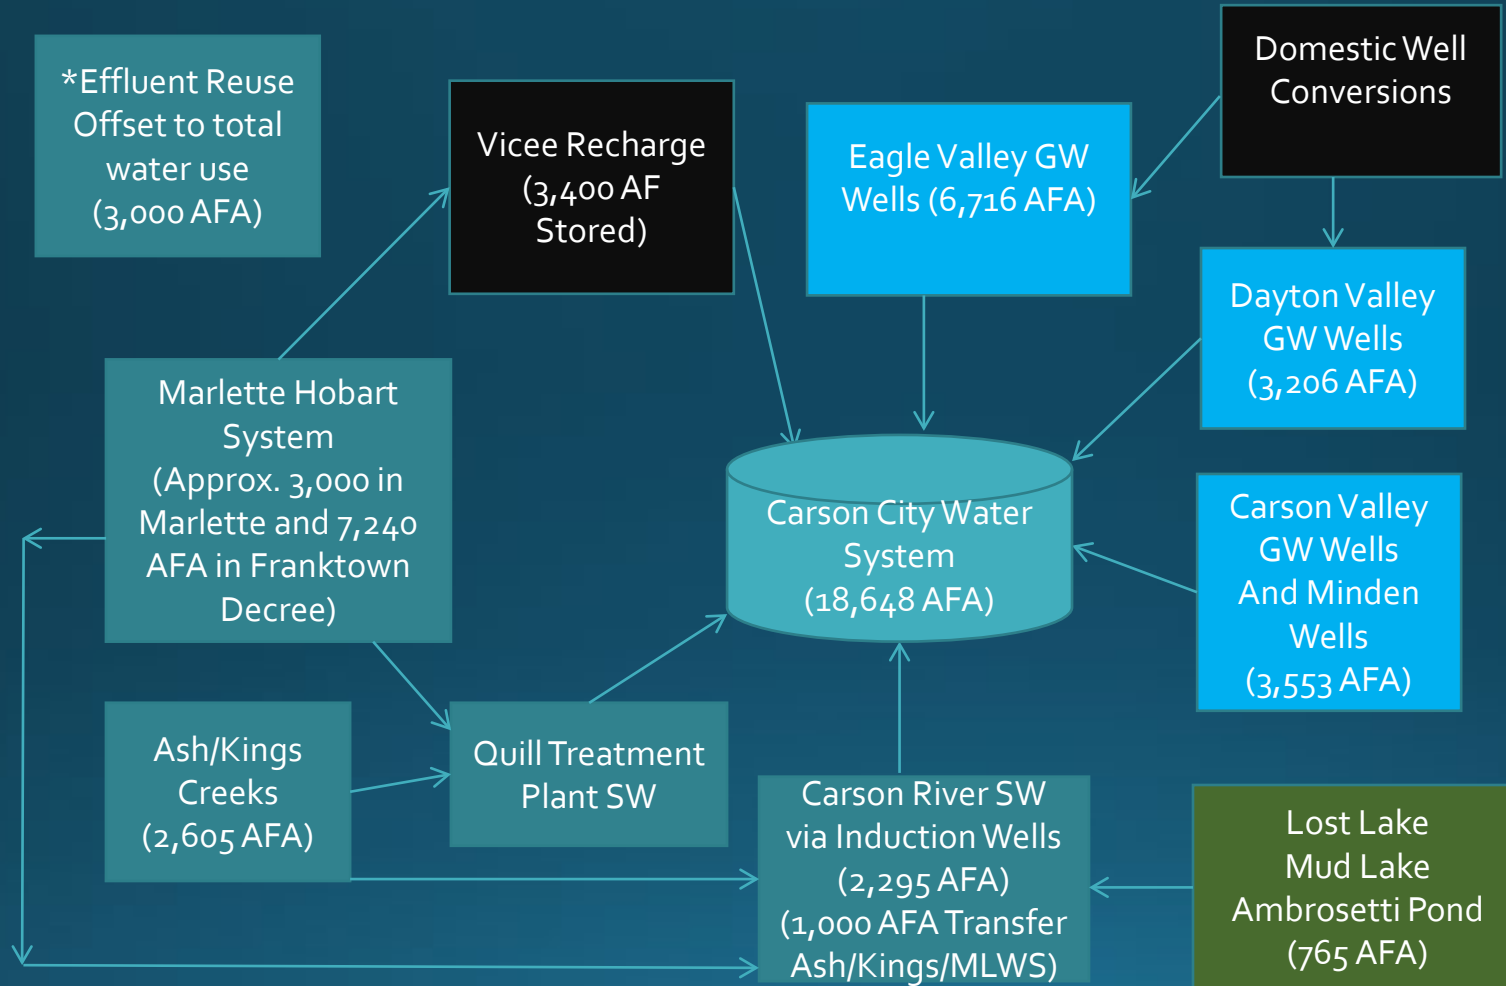 *Effluent Reuse
Offset to total
water use
(3,000 AFA)
Vicee Recharge
(3,400 AF
Stored)
Eagle Valley GW
Wells (6,716 AFA)
Domestic Well
Conversions
Dayton Valley
GW Wells
(3,206 AFA)
Marlette Hobart
System
(Approx. 3,000 in
Marlette and 7,240
AFA in Franktown
Decree)
Carson City Water
System
(18,648 AFA)
Carson Valley
GW Wells
And Minden
Wells
(3,553 AFA)
Ash/Kings
Creeks
(2,605 AFA)
Quill Treatment
Plant SW
Carson River SW
via Induction Wells
(2,295 AFA)
(1,000 AFA Transfer
Ash/Kings/MLWS)
Lost Lake
Mud Lake
Ambrosetti Pond
(765 AFA)